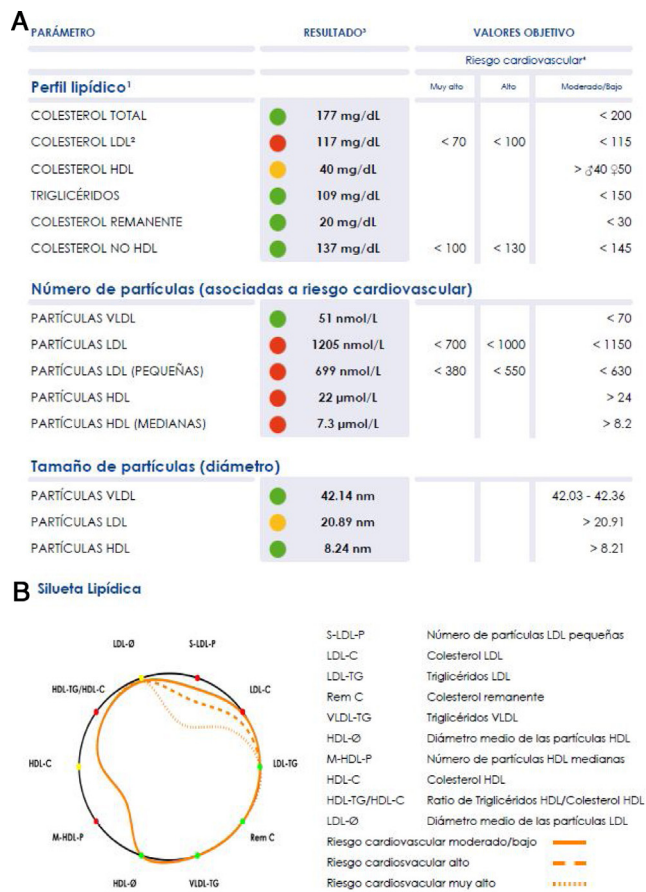 A
PARÁMETRO RESULTADO³ VALORES OBJETIVO
Riesgo cardiovascular⁴
Perfil lipídico¹ Muy alto Alto Moderado/Bajo
COLESTEROL TOTAL 177 mg/dL < 200
COLESTEROL LDL² 117 mg/dL < 70 < 100 < 115
COLESTEROL HDL 40 mg/dL > ♂40 ♀50
TRIGLICÉRIDOS 109 mg/dL < 150
COLESTEROL REMANENTE 20 mg/dL < 30
COLESTEROL NO HDL 137 mg/dL < 100 < 130 < 145
Número de partículas (asociadas a riesgo cardiovascular)
PARTÍCULAS VLDL 51 nmol/L < 70
PARTÍCULAS LDL 1205 nmol/L < 700 < 1000 < 1150
PARTÍCULAS LDL (PEQUEÑAS) 699 nmol/L < 380 < 550 < 630
PARTÍCULAS HDL 22 µmol/L > 24
PARTÍCULAS HDL (MEDIANAS) 7.3 µmol/L > 8.2
Tamaño de partículas (diámetro)
PARTÍCULAS VLDL 42.14 nm 42.03 - 42.36
PARTÍCULAS LDL 20.89 nm > 20.91
PARTÍCULAS HDL 8.24 nm > 8.21
B Silueta Lipídica
LDL-Ø S-LDL-P
HDL-TG/HDL-C LDL-C
HDL-C LDL-TG
M-HDL-P Rem C
HDL-Ø VLDL-TG
S-LDL-P Número de partículas LDL pequeñas
LDL-C Colesterol LDL
LDL-TG Triglicéridos LDL
Rem C Colesterol remanente
VLDL-TG Triglicéridos VLDL
HDL-Ø Diámetro medio de las partículas HDL
M-HDL-P Número de partículas HDL medianas
HDL-C Colesterol HDL
HDL-TG/HDL-C Ratio de Triglicéridos HDL/Colesterol HDL
LDL-Ø Diámetro medio de las partículas LDL
Riesgo cardiovascular moderado/bajo
Riesgo cardiosvacular alto
Riesgo cardiosvacular muy alto